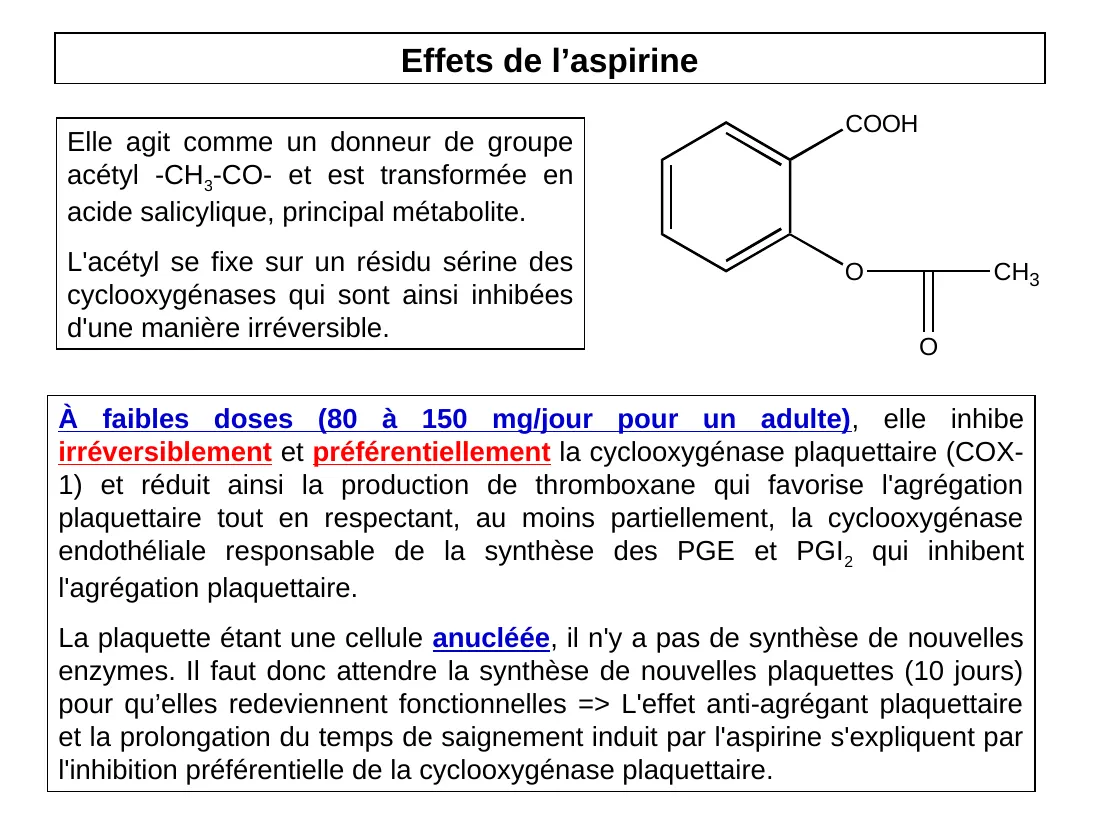 Effets de l’aspirine
Elle agit comme un donneur de groupe
acétyl -CH3-CO- et est transformée en
acide salicylique, principal métabolite.
L'acétyl se fixe sur un résidu sérine des
cyclooxygénases qui sont ainsi inhibées
d'une manière irréversible.
COOH
O
CH3
O
À faibles doses (80 à 150 mg/jour pour un adulte), elle inhibe
irréversiblement et préférentiellement la cyclooxygénase plaquettaire (COX-
1) et réduit ainsi la production de thromboxane qui favorise l'agrégation
plaquettaire tout en respectant, au moins partiellement, la cyclooxygénase
endothéliale responsable de la synthèse des PGE et PGI2 qui inhibent
l'agrégation plaquettaire.
La plaquette étant une cellule anucléée, il n'y a pas de synthèse de nouvelles
enzymes. Il faut donc attendre la synthèse de nouvelles plaquettes (10 jours)
pour qu’elles redeviennent fonctionnelles => L'effet anti-agrégant plaquettaire
et la prolongation du temps de saignement induit par l'aspirine s'expliquent par
l'inhibition préférentielle de la cyclooxygénase plaquettaire.